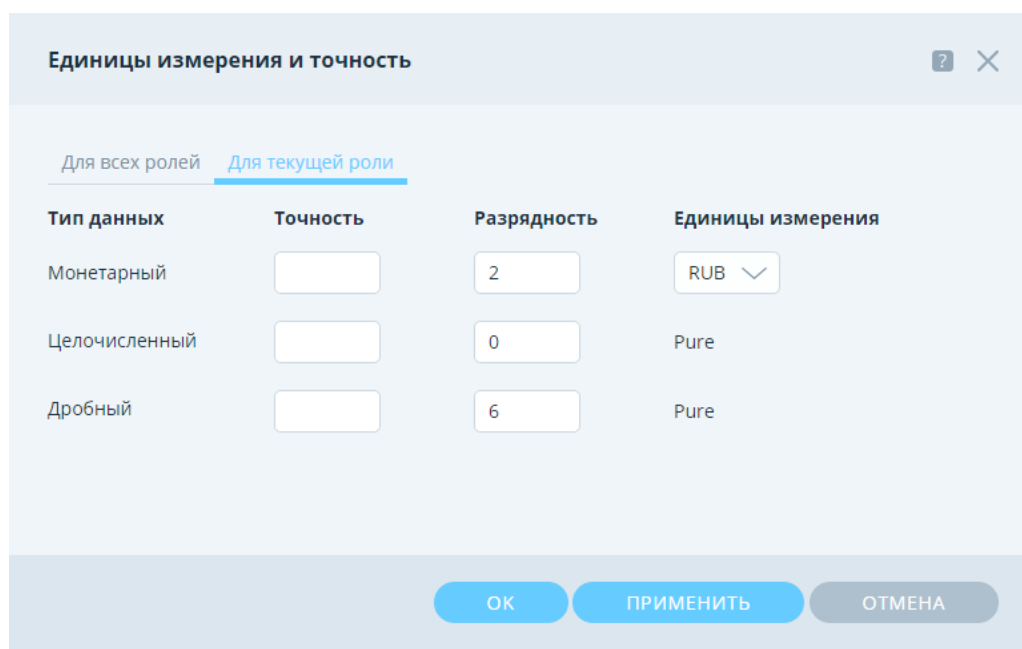 Единицы измерения и точность ?
Для всех ролей Для текущей роли
Тип данных Точность Разрядность Единицы измерения
Монетарный 2 RUB
Целочисленный 0 Pure
Дробный 6 Pure
ОК ПРИМЕНИТЬ ОТМЕНА